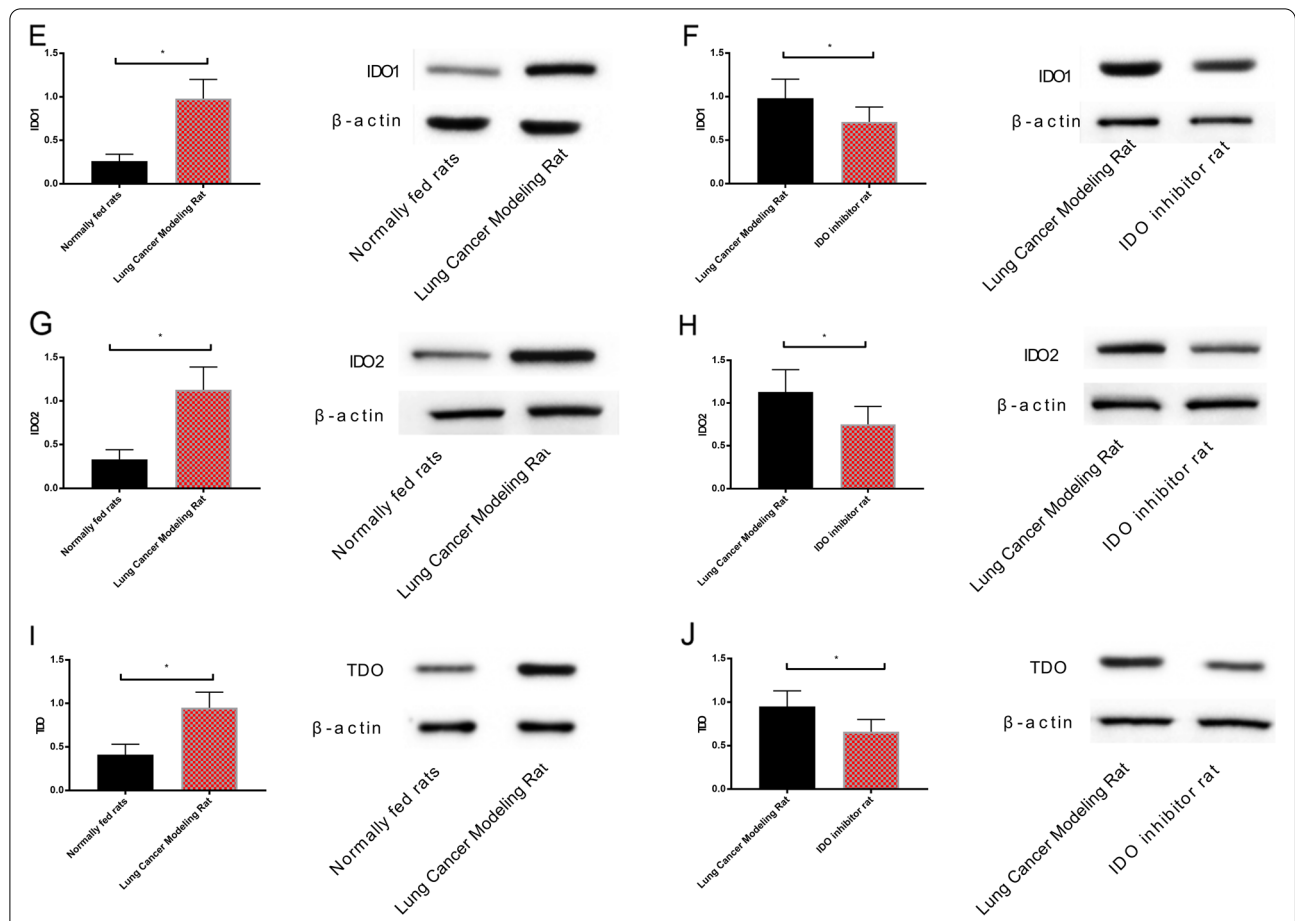 E
*
1.5
1.0
0.5
0.0
IDO1
Normally fed rats
Lung Cancer Modeling Rat
IDO1
β-actin
Normally fed rats
Lung Cancer Modeling Rat
F
*
1.5
1.0
0.5
0.0
IDO1
Lung Cancer Modeling Rat
IDO inhibitor rat
IDO1
β-actin
Lung Cancer Modeling Rat
IDO inhibitor rat
G
*
1.5
1.0
0.5
0.0
IDO2
Normally fed rats
Lung Cancer Modeling Rat
IDO2
β-actin
Normally fed rats
Lung Cancer Modeling Rat
H
*
1.5
1.0
0.5
0.0
IDO2
Lung Cancer Modeling Rat
IDO inhibitor rat
IDO2
β-actin
Lung Cancer Modeling Rat
IDO inhibitor rat
I
*
1.5
1.0
0.5
0.0
TDO
Normally fed rats
Lung Cancer Modeling Rat
TDO
β-actin
Normally fed rats
Lung Cancer Modeling Rat
J
*
1.5
1.0
0.5
0.0
TDO
Lung Cancer Modeling Rat
IDO inhibitor rat
TDO
β-actin
Lung Cancer Modeling Rat
IDO inhibitor rat